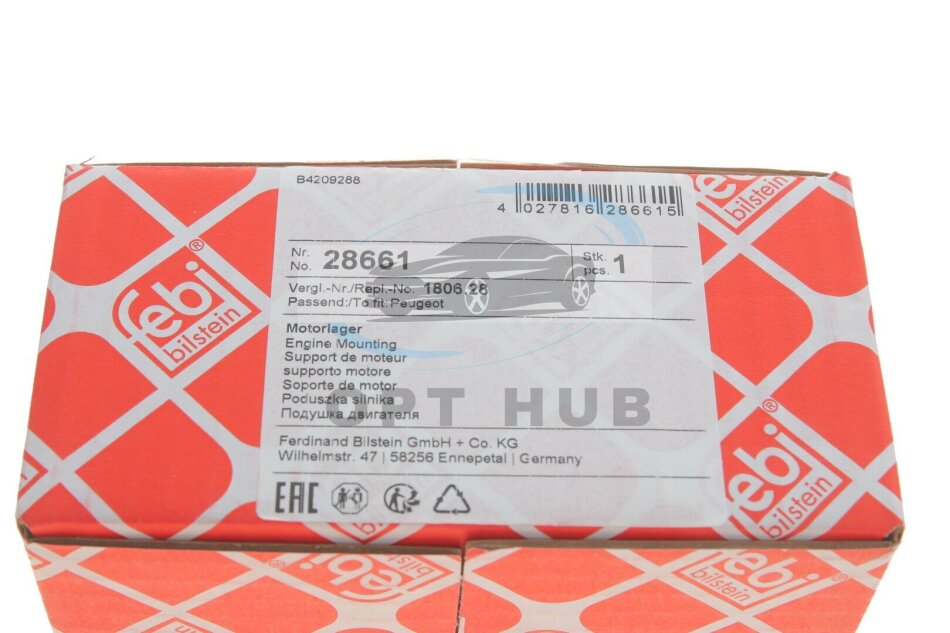 B4209288
4 027816 286615
Nr.
No. 28661
Stk.
pcs. 1
Vergl.-Nr./Repl.-No. 1806.28
Passend:/To fit: Peugeot
Motorlager
Engine Mounting
Support de moteur
supporto motore
Soporte de motor
Poduszka silnika
Подушка двигателя
OPT HUB
Ferdinand Bilstein GmbH + Co. KG
Wilhelmstr. 47 | 58256 Ennepetal | Germany
EAC
febi®
bilstein
bilstein
febi®
bilstein
febi
bilstein
febi
bilstein